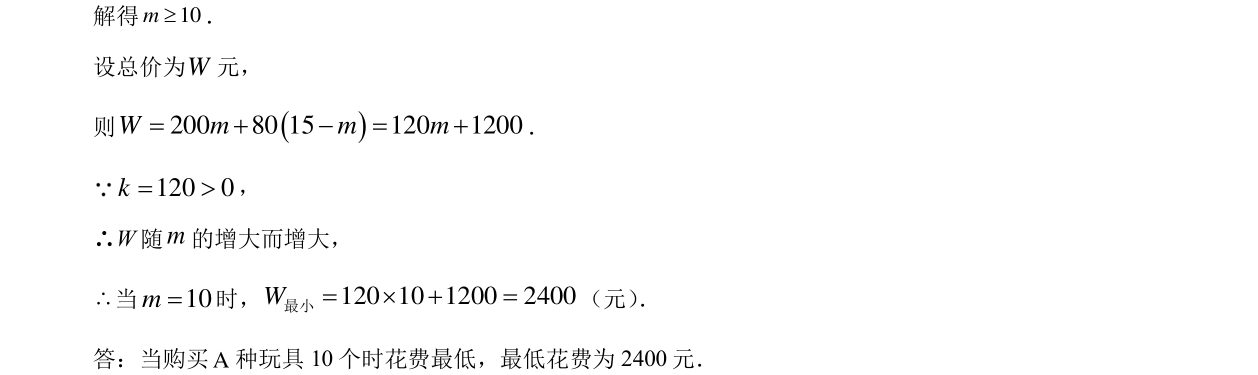 解得 m ≥ 10 .
设总价为 W 元，
则 W = 200m + 80(15 − m) = 120m + 1200 .
∵ k = 120 > 0 ，
∴ W 随 m 的增大而增大，
∴ 当 m = 10 时， W最小 = 120×10 + 1200 = 2400 （元）.
答：当购买 A 种玩具 10 个时花费最低，最低花费为 2400 元．